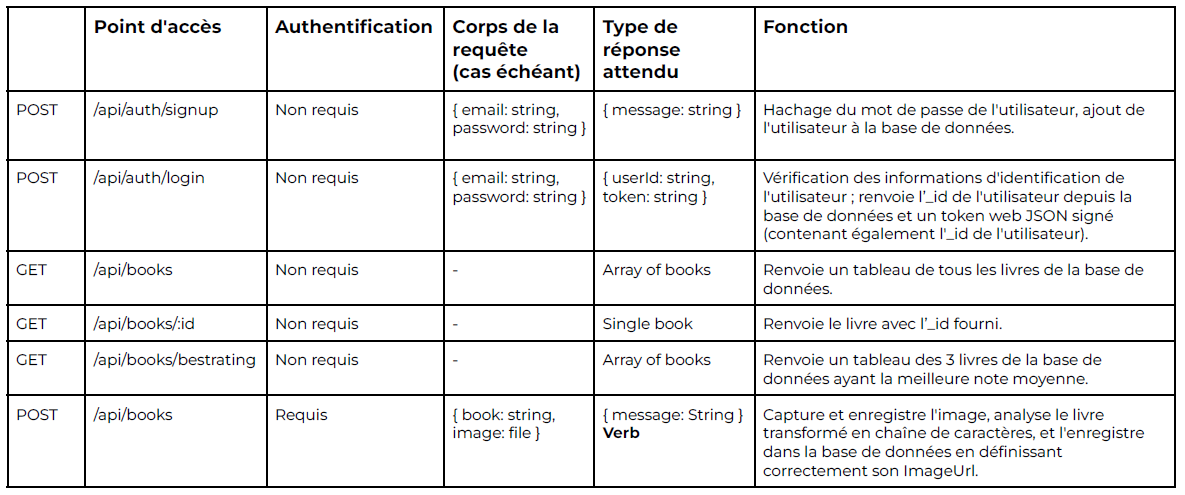 Point d'accès
Authentification
Corps de la
requête
(cas échéant)
Type de
réponse
attendu
Fonction
POST
/api/auth/signup
Non requis
{ email: string,
password: string }
{ message: string }
Hachage du mot de passe de l'utilisateur, ajout de
l'utilisateur à la base de données.
POST
/api/auth/login
Non requis
{ email: string,
password: string }
{ userId: string,
token: string }
Vérification des informations d'identification de
l'utilisateur ; renvoie l’_id de l'utilisateur depuis la
base de données et un token web JSON signé
(contenant également l'_id de l'utilisateur).
GET
/api/books
Non requis
-
Array of books
Renvoie un tableau de tous les livres de la base de
données.
GET
/api/books/:id
Non requis
-
Single book
Renvoie le livre avec l’_id fourni.
GET
/api/books/bestrating
Non requis
-
Array of books
Renvoie un tableau des 3 livres de la base de
données ayant la meilleure note moyenne.
POST
/api/books
Requis
{ book: string,
image: file }
{ message: String }
Verb
Capture et enregistre l'image, analyse le livre
transformé en chaîne de caractères, et l'enregistre
dans la base de données en définissant
correctement son ImageUrl.